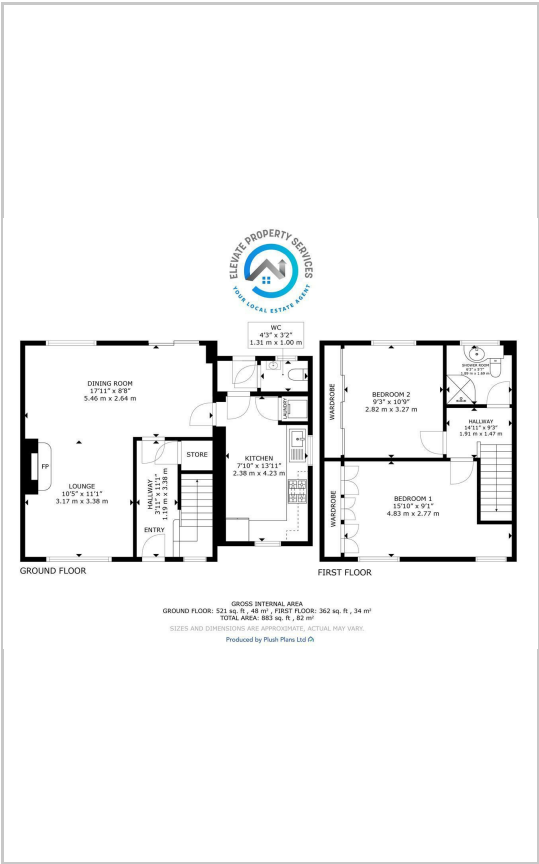 ELEVATE PROPERTY SERVICES
YOUR LOCAL ESTATE AGENT
WC
4'3" x 3'2"
1.31 m x 1.00 m
DINING ROOM
17'11" x 8'8"
5.46 m x 2.64 m
LAUNDRY
FP
STORE
KITCHEN
7'10" x 13'11"
2.38 m x 4.23 m
LOUNGE
10'5" x 11'1"
3.17 m x 3.38 m
HALLWAY
3'11" x 11'1"
1.19 m x 3.38 m
ENTRY
GROUND FLOOR
WARDROBE
BEDROOM 2
9'3" x 10'9"
2.82 m x 3.27 m
SHOWER ROOM
HALLWAY
14'11" x 9'3"
1.91 m x 1.47 m
WARDROBE
BEDROOM 1
15'10" x 9'1"
4.83 m x 2.77 m
FIRST FLOOR
GROSS INTERNAL AREA
GROUND FLOOR: 521 sq. ft , 48 m² , FIRST FLOOR: 362 sq. ft , 34 m²
TOTAL AREA: 883 sq. ft , 82 m²
SIZES AND DIMENSIONS ARE APPROXIMATE, ACTUAL MAY VARY.
Produced by Plush Plans Ltd